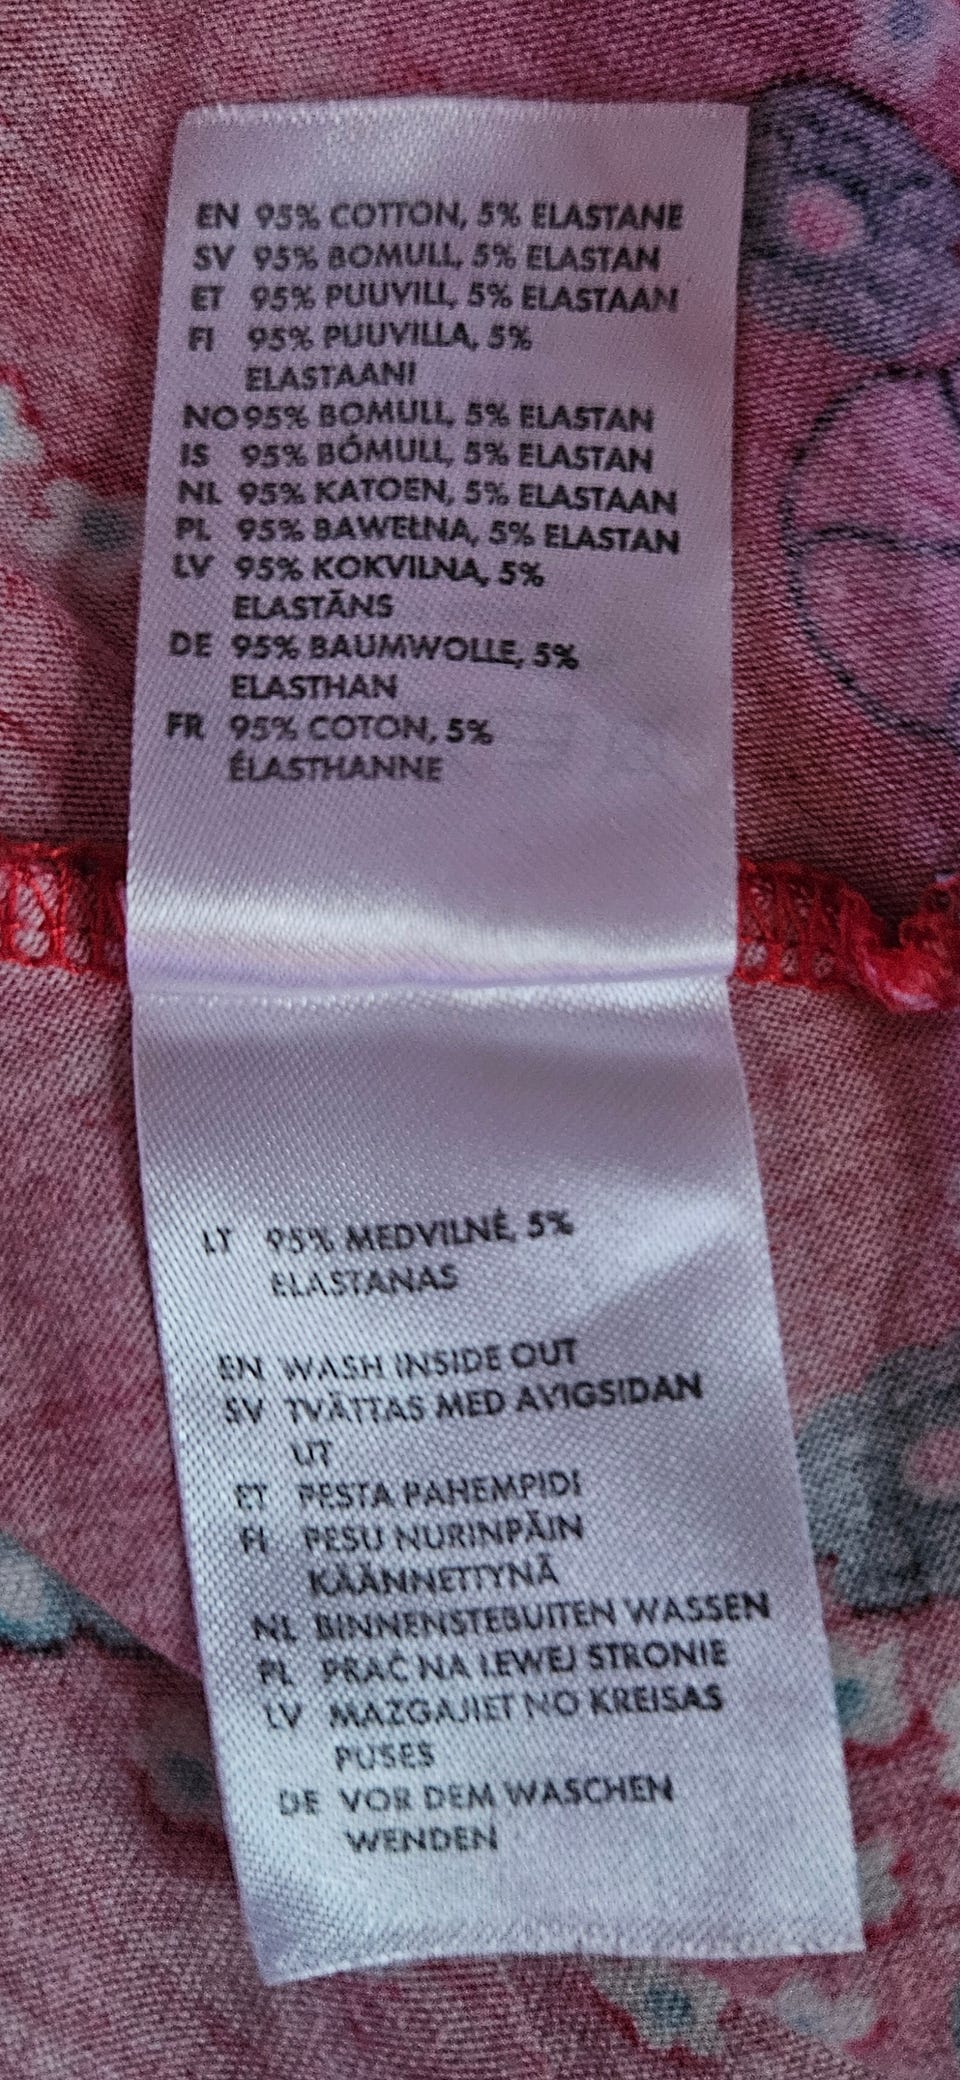 EN 95% COTTON, 5% ELASTANE
SV 95% BOMULL, 5% ELASTAN
ET 95% PUUVILL, 5% ELASTAAN
FI 95% PUUVILLA, 5%
ELASTAANI
NO 95% BOMULL, 5% ELASTAN
IS 95% BÓMULL, 5% ELASTAN
NL 95% KATOEN, 5% ELASTAAN
PL 95% BAWEŁNA, 5% ELASTAN
LV 95% KOKVILNA, 5%
ELASTĀNS
DE 95% BAUMWOLLE, 5%
ELASTHAN
FR 95% COTON, 5%
ÉLASTHANNE
LT 95% MEDVILNĖ, 5%
ELASTANAS
EN WASH INSIDE OUT
SV TVÄTTAS MED AVIGSIDAN
UT
ET PESTA PAHEMPIDI
FI PESU NURINPÄIN
KÄÄNNETTYNÄ
NL BINNENSTEBUITEN WASSEN
PL PRAĆ NA LEWEJ STRONIE
LV MAZGAJIET NO KREISAS
PUSES
DE VOR DEM WASCHEN
WENDEN